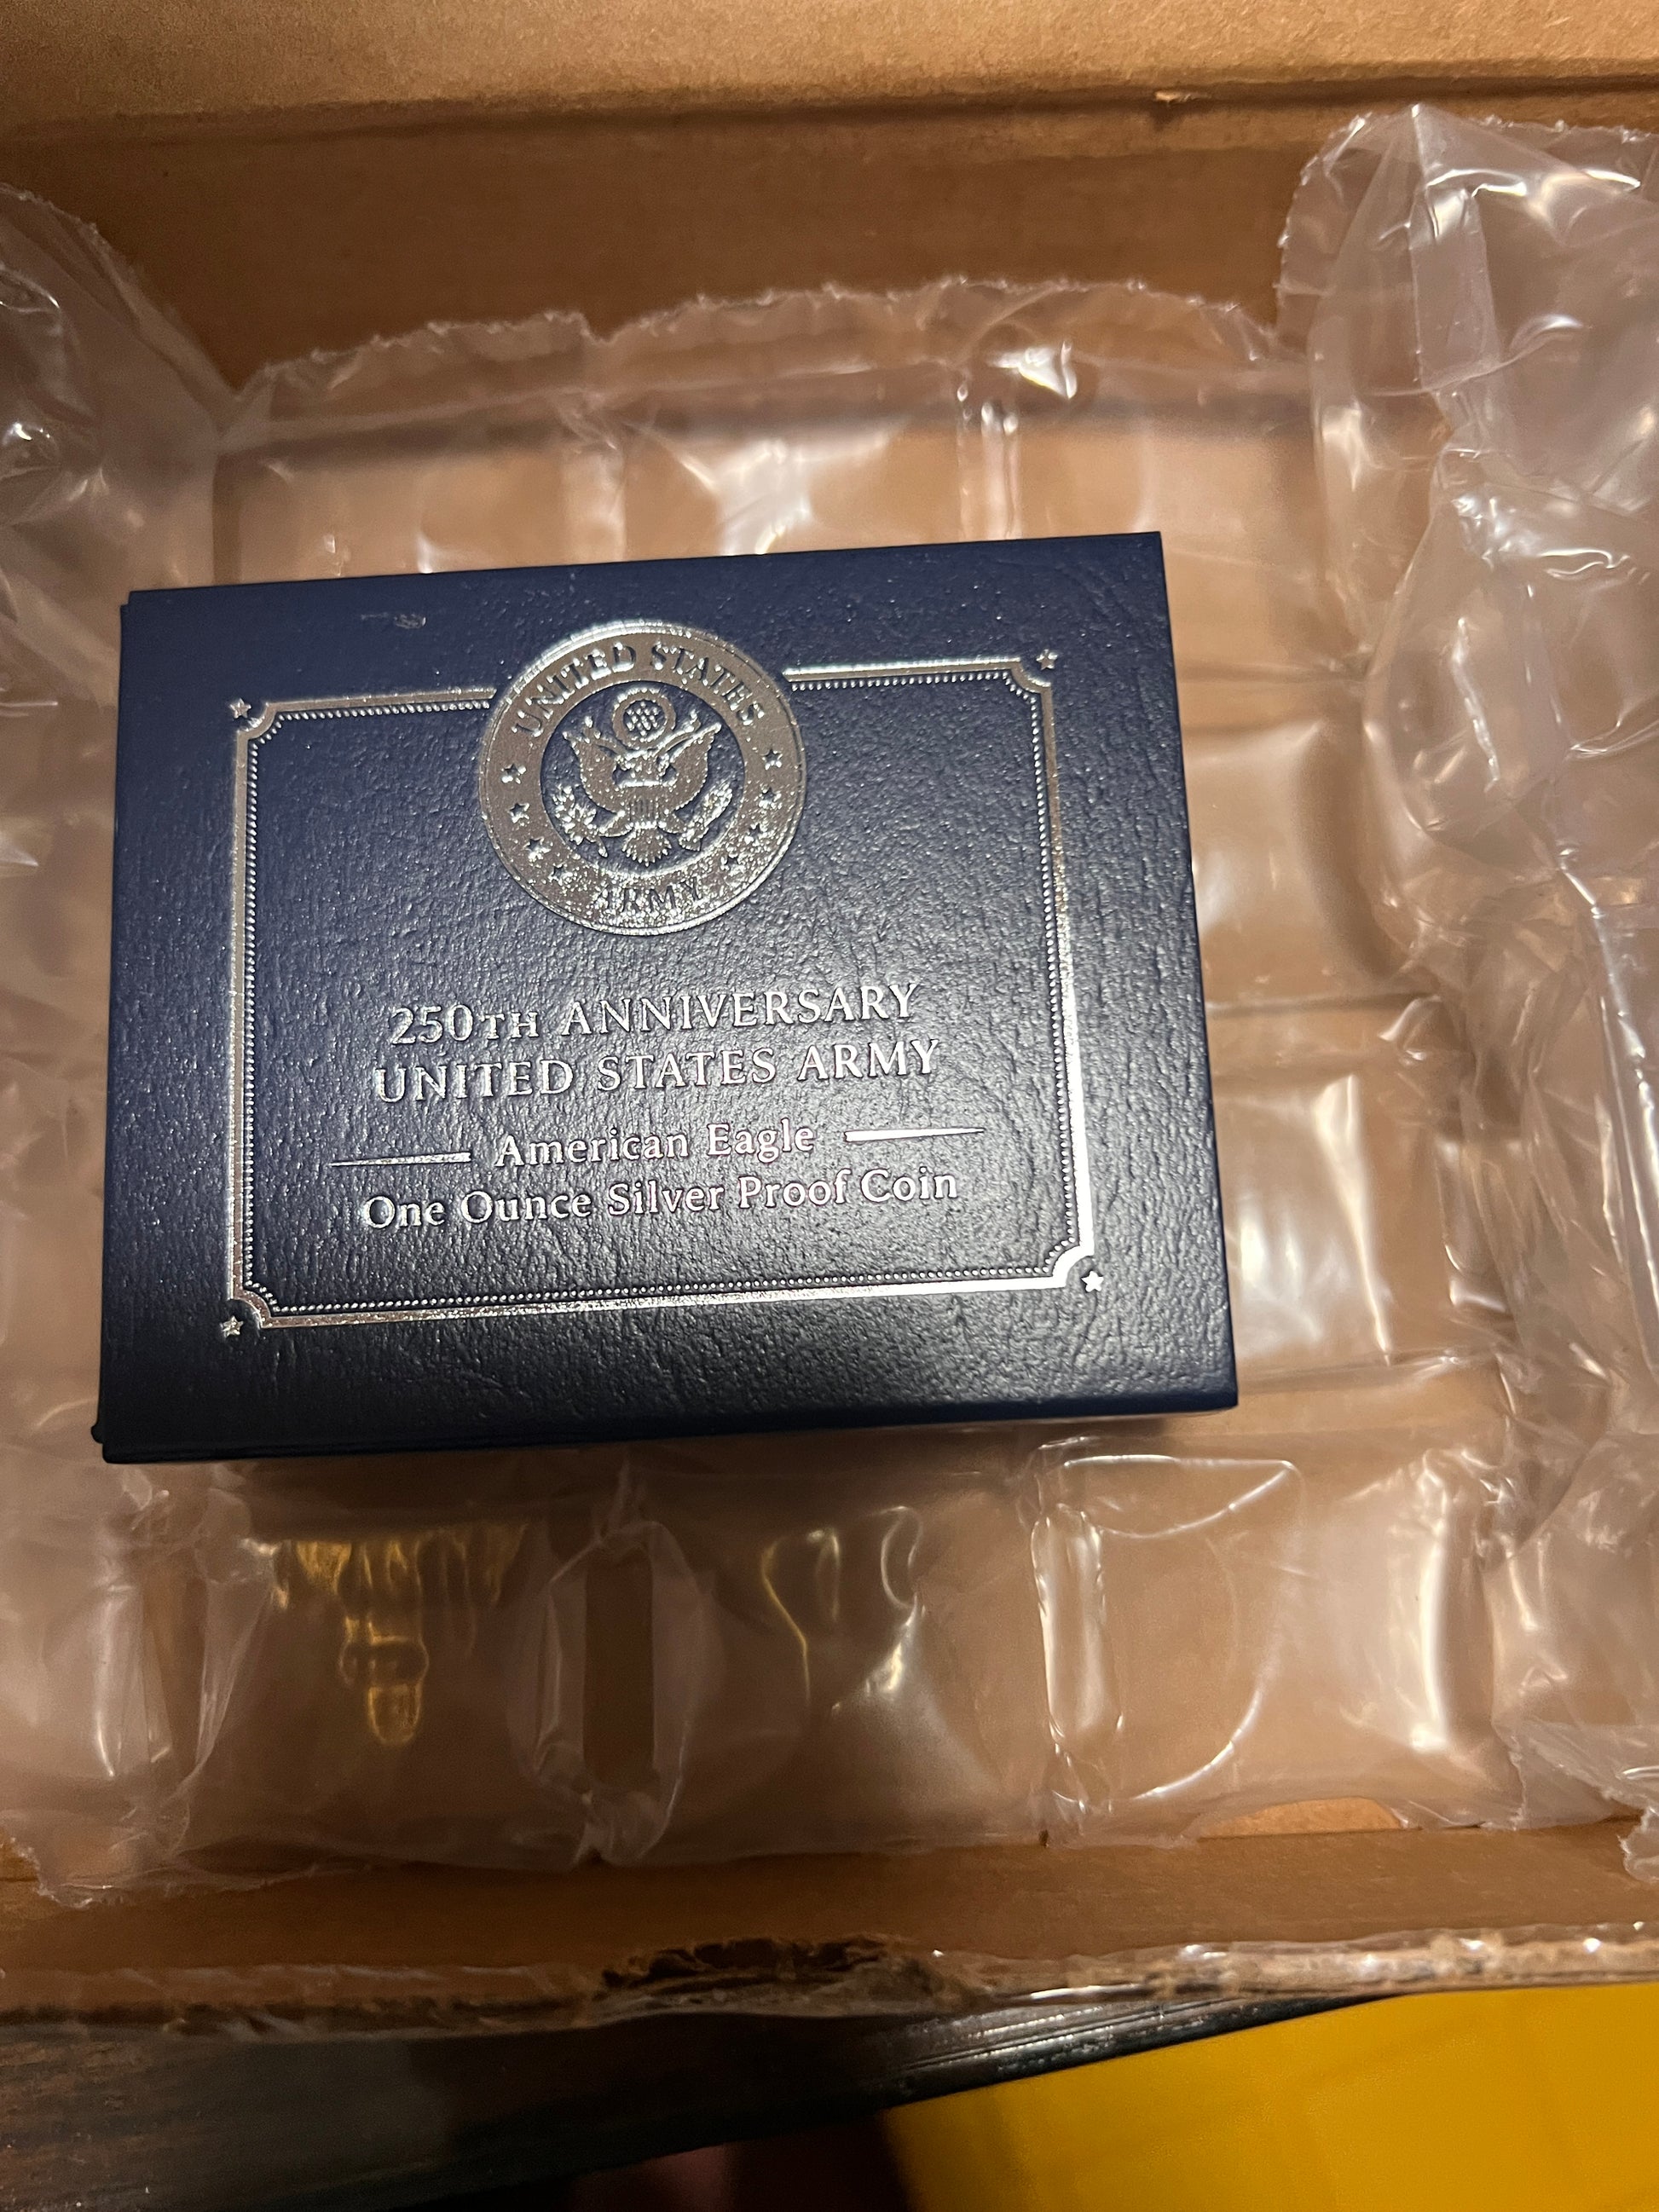 UNITED STATES
ARMY
250TH ANNIVERSARY
UNITED STATES ARMY
American Eagle
One Ounce Silver Proof Coin